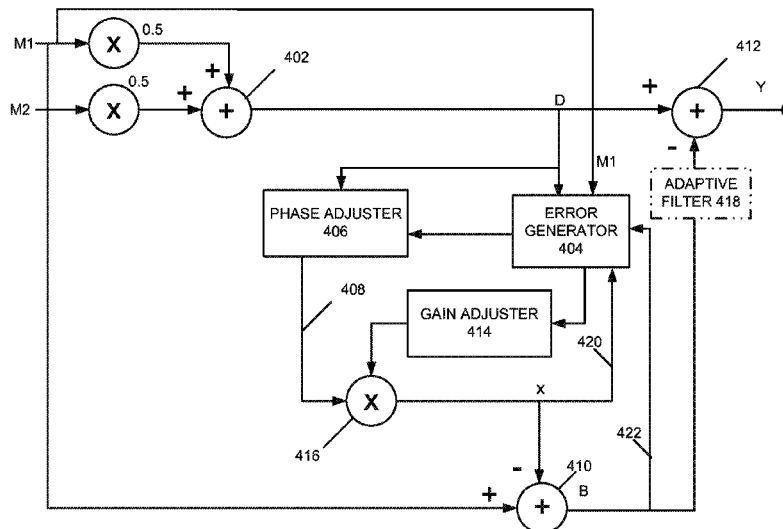 M1
X
0.5
+
402
M2
X
0.5
+
+
D
+
412
+
Y
-
M1
PHASE ADJUSTER
406
ERROR
GENERATOR
404
ADAPTIVE
FILTER 418
408
GAIN ADJUSTER
414
420
X
x
416
422
-
410
+
+
B